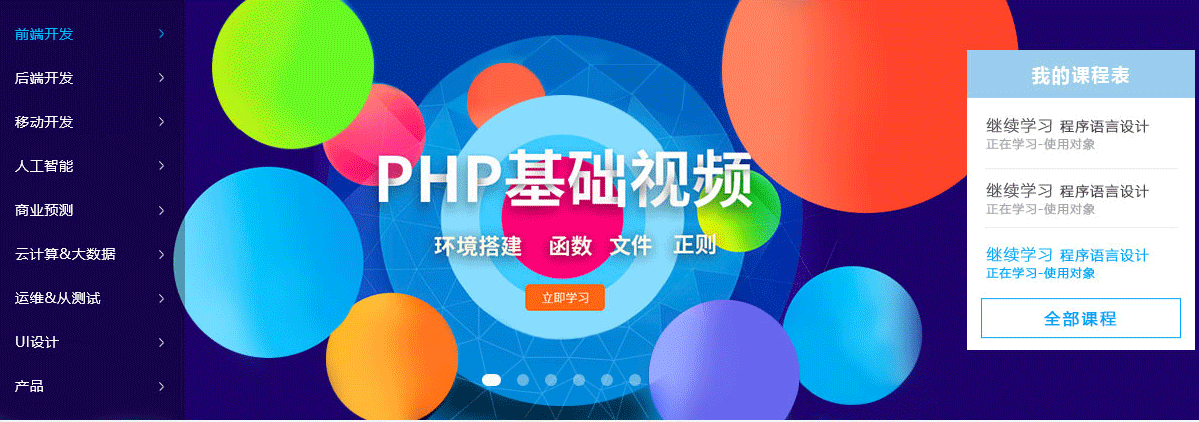 前端开发
后端开发
移动开发
人工智能
商业预测
云计算&大数据
运维&从测试
UI设计
产品
PHP基础视频
环境搭建 函数 文件 正则
立即学习
我的课程表
继续学习 程序语言设计
正在学习-使用对象
继续学习 程序语言设计
正在学习-使用对象
继续学习 程序语言设计
正在学习-使用对象
全部课程